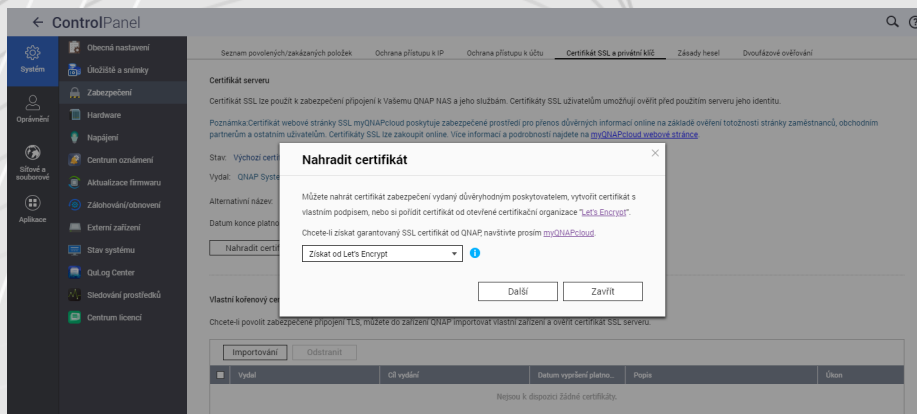 ControlPanel
Systém
Oprávnění
Síťové a
souborové
Aplikace
Obecná nastavení
Úložiště a snímky
Zabezpečení
Hardware
Napájení
Centrum oznámení
Aktualizace firmwaru
Zálohování/obnovení
Externí zařízení
Stav systému
QuLog Center
Sledování prostředků
Centrum licencí
Seznam povolených/zakázaných položek
Ochrana přístupu k IP
Ochrana přístupu k účtu
Certifikát SSL a privátní klíč
Zásady hesel
Dvoufázové ověřování
Certifikát serveru
Certifikát SSL lze použít k zabezpečení připojení k Vašemu QNAP NAS a jeho službám. Certifikáty SSL uživatelům umožňují ověřit před použitím serveru jeho identitu.
Poznámka:Certifikát webové stránky SSL myQNAPcloud poskytuje zabezpečené prostředí pro přenos důvěrných informací online na základě ověření totožnosti stránky zaměstnanců, obchodním
partnerům a ostatním uživatelům. Certifikáty SSL lze zakoupit online. Více informací a podrobností najdete na myQNAPcloud webové stránce.
Stav: Výchozí certi
Vydal: QNAP Syste
Alternativní název:
Datum konce platno
Nahradit certif
Nahradit certifikát
Můžete nahrát certifikát zabezpečení vydaný důvěryhodným poskytovatelem, vytvořit certifikát s
vlastním podpisem, nebo si pořídit certifikát od otevřené certifikační organizace "Let's Encrypt".
Chcete-li získat garantovaný SSL certifikát od QNAP, navštivte prosím myQNAPcloud.
Získat od Let's Encrypt
Další
Zavřít
Vlastní kořenový cer
Chcete-li povolit zabezpečené připojení TLS, můžete do zařízení QNAP importovat vlastní zařízení a ověřit certifikát SSL serveru.
Importování
Odstranit
Vydal
Cíl vydání
Datum vypršení platno...
Popis
Úkon
Nejsou k dispozici žádné certifikáty.